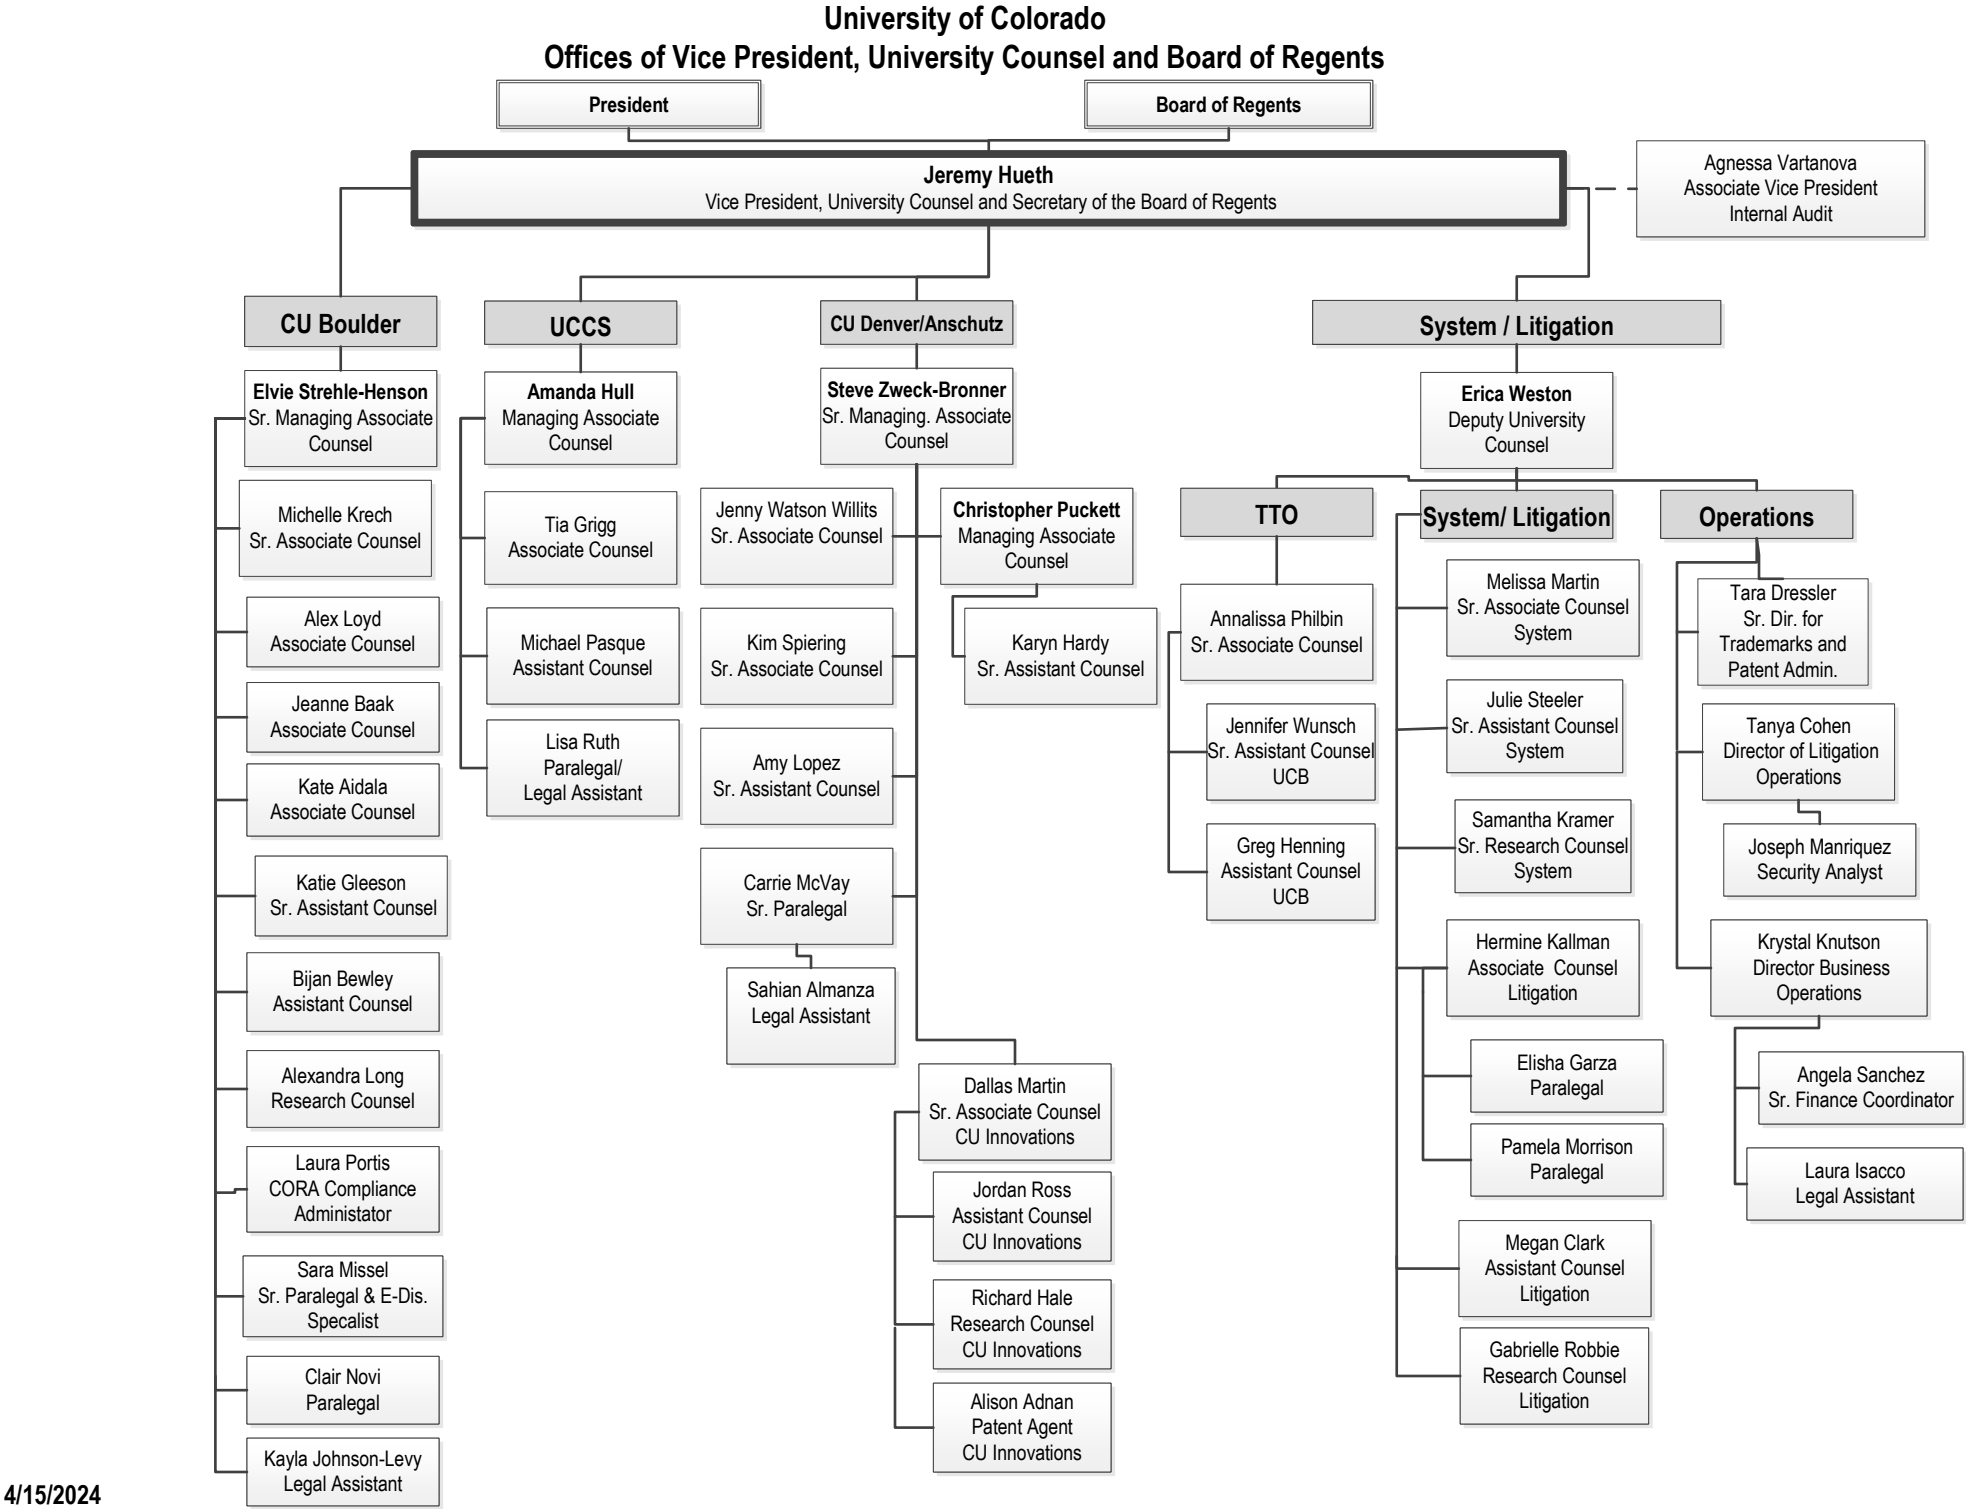 University of Colorado
Offices of Vice President, University Counsel and Board of Regents
President
Board of Regents
Jeremy Hueth
Vice President, University Counsel and Secretary of the Board of Regents
Agnessa Vartanova
Associate Vice President
Internal Audit
CU Boulder
Elvie Strehle-Henson
Sr. Managing Associate
Counsel
Michelle Krech
Sr. Associate Counsel
Alex Loyd
Associate Counsel
Jeanne Baak
Associate Counsel
Kate Aidala
Associate Counsel
Katie Gleeson
Sr. Assistant Counsel
Bijan Bewley
Assistant Counsel
Alexandra Long
Research Counsel
Laura Portis
CORA Compliance
Administator
Sara Missel
Sr. Paralegal & E-Dis.
Specalist
Clair Novi
Paralegal
Kayla Johnson-Levy
Legal Assistant
UCCS
Amanda Hull
Managing Associate
Counsel
Tia Grigg
Associate Counsel
Michael Pasque
Assistant Counsel
Lisa Ruth
Paralegal/
Legal Assistant
CU Denver/Anschutz
Steve Zweck-Bronner
Sr. Managing. Associate
Counsel
Jenny Watson Willits
Sr. Associate Counsel
Kim Spiering
Sr. Associate Counsel
Amy Lopez
Sr. Assistant Counsel
Carrie McVay
Sr. Paralegal
Sahian Almanza
Legal Assistant
Christopher Puckett
Managing Associate
Counsel
Karyn Hardy
Sr. Assistant Counsel
Dallas Martin
Sr. Associate Counsel
CU Innovations
Jordan Ross
Assistant Counsel
CU Innovations
Richard Hale
Research Counsel
CU Innovations
Alison Adnan
Patent Agent
CU Innovations
System / Litigation
Erica Weston
Deputy University
Counsel
TTO
Annalissa Philbin
Sr. Associate Counsel
Jennifer Wunsch
Sr. Assistant Counsel
UCB
Greg Henning
Assistant Counsel
UCB
System/ Litigation
Melissa Martin
Sr. Associate Counsel
System
Julie Steeler
Sr. Assistant Counsel
System
Samantha Kramer
Sr. Research Counsel
System
Hermine Kallman
Associate  Counsel
Litigation
Elisha Garza
Paralegal
Pamela Morrison
Paralegal
Megan Clark
Assistant Counsel
Litigation
Gabrielle Robbie
Research Counsel
Litigation
Operations
Tara Dressler
Sr. Dir. for
Trademarks and
Patent Admin.
Tanya Cohen
Director of Litigation
Operations
Joseph Manriquez
Security Analyst
Krystal Knutson
Director Business
Operations
Angela Sanchez
Sr. Finance Coordinator
Laura Isacco
Legal Assistant
4/15/2024